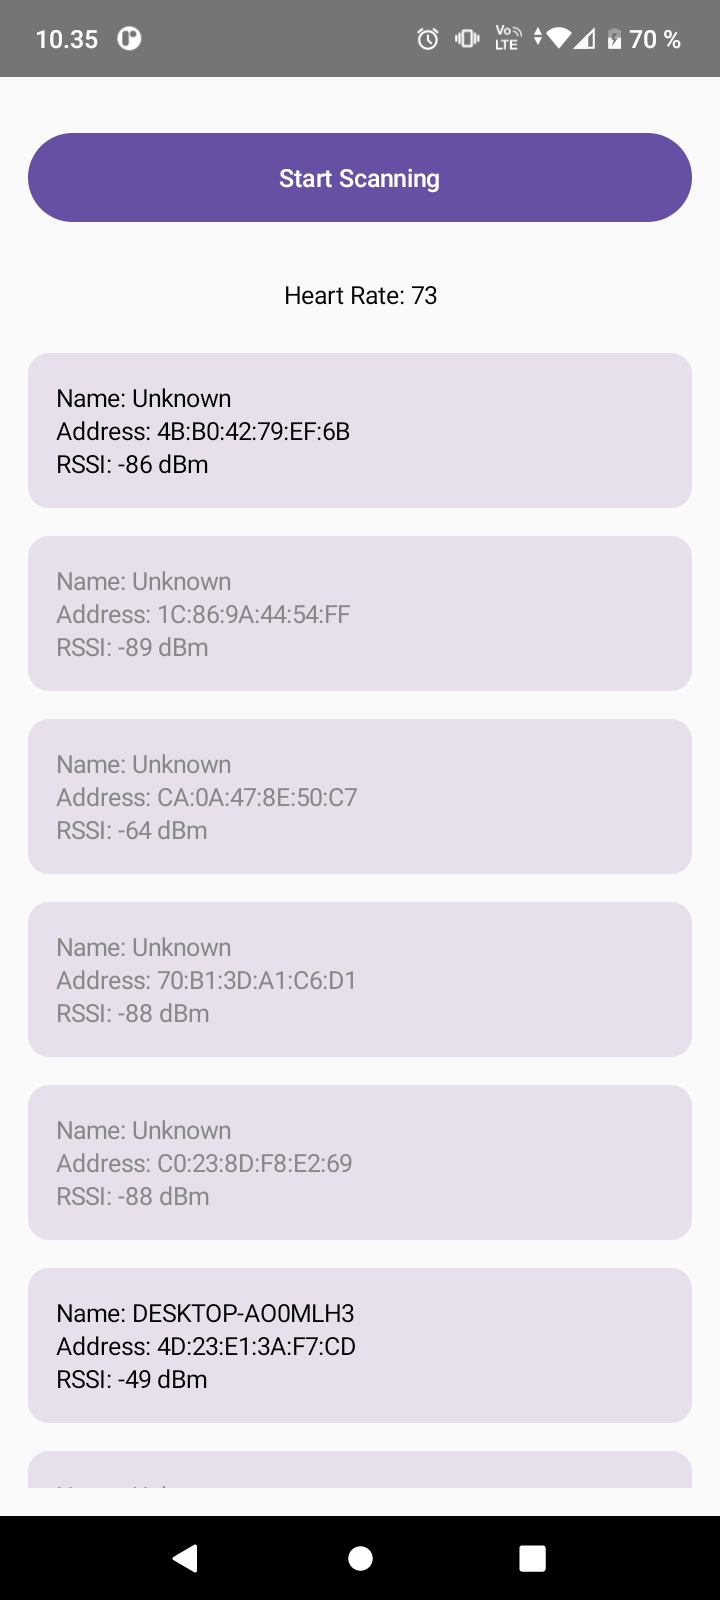 10.35
Vo
LTE
70 %
Start Scanning
Heart Rate: 73
Name: Unknown
Address: 4B:B0:42:79:EF:6B
RSSI: -86 dBm
Name: Unknown
Address: 1C:86:9A:44:54:FF
RSSI: -89 dBm
Name: Unknown
Address: CA:0A:47:8E:50:C7
RSSI: -64 dBm
Name: Unknown
Address: 70:B1:3D:A1:C6:D1
RSSI: -88 dBm
Name: Unknown
Address: C0:23:8D:F8:E2:69
RSSI: -88 dBm
Name: DESKTOP-AO0MLH3
Address: 4D:23:E1:3A:F7:CD
RSSI: -49 dBm